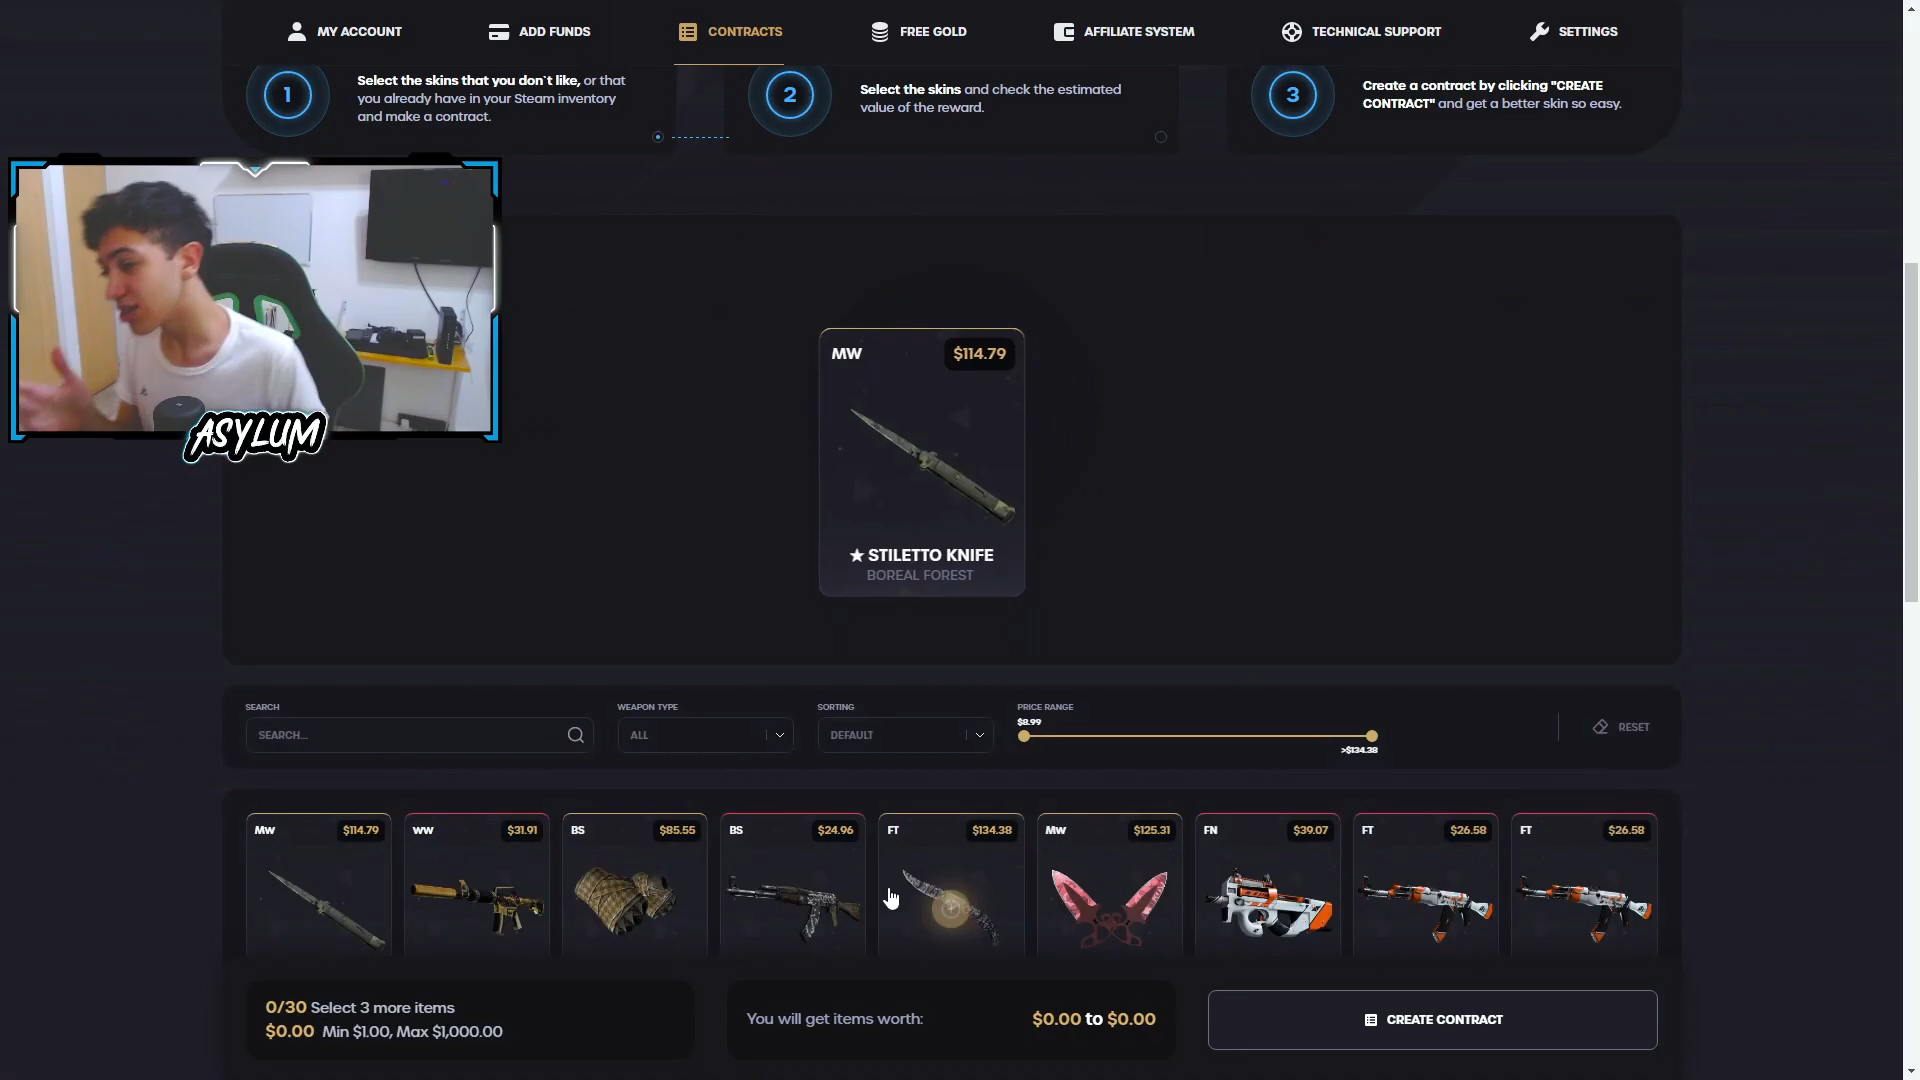 MY ACCOUNT
ADD FUNDS
CONTRACTS
FREE GOLD
AFFILIATE SYSTEM
TECHNICAL SUPPORT
SETTINGS
1
Select the skins that you don`t like, or that
you already have in your Steam inventory
and make a contract.
2
Select the skins and check the estimated
value of the reward.
3
Create a contract by clicking "CREATE
CONTRACT" and get a better skin so easy.
ASYLUM
MW
$114.79
★ STILETTO KNIFE
BOREAL FOREST
SEARCH
SEARCH...
WEAPON TYPE
ALL
SORTING
DEFAULT
PRICE RANGE
$8.99
>$134.38
RESET
MW $114.79
WW $31.91
BS $85.55
BS $24.96
FT $134.38
MW $125.31
FN $39.07
FT $26.58
FT $26.58
0/30 Select 3 more items
$0.00 Min $1.00, Max $1,000.00
You will get items worth:
$0.00 to $0.00
CREATE CONTRACT